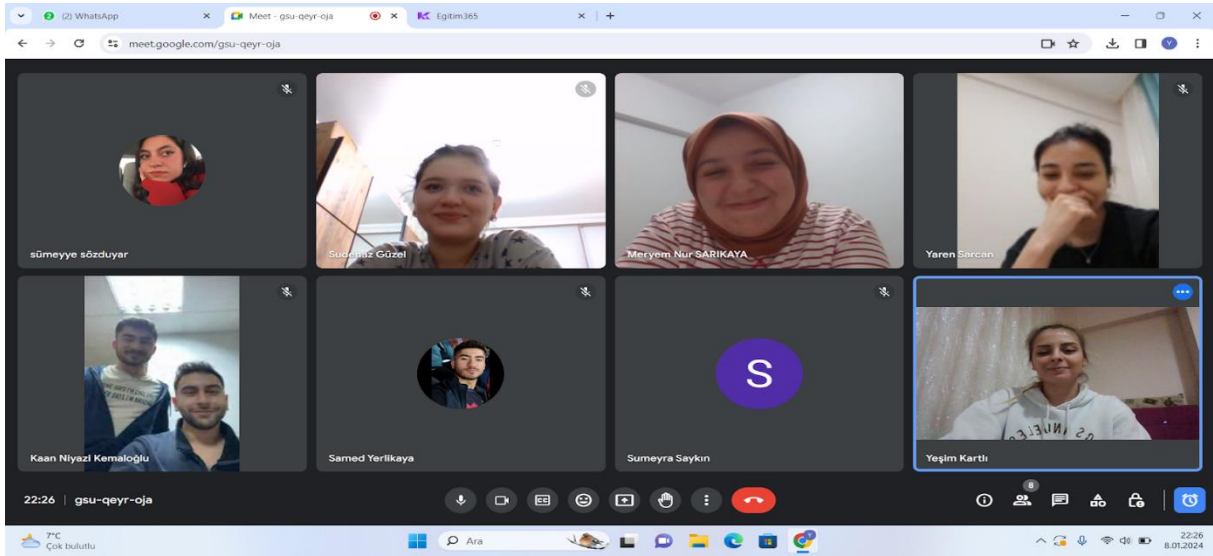 (2) WhatsApp
Meet - gsu-qeyr-oja
Egitim365
meet.google.com/gsu-qeyr-oja
Y
sümeyye sözduyar
Sudenaz Güzel
Meryem Nur SARIKAYA
Yaren Sarcan
Kaan Niyazi Kemaloğlu
Samed Yerlikaya
S
Sumeyra Saykın
Yeşim Kartlı
22:26 | gsu-qeyr-oja
8
7°C
Çok bulutlu
Ara
22:26
8.01.2024